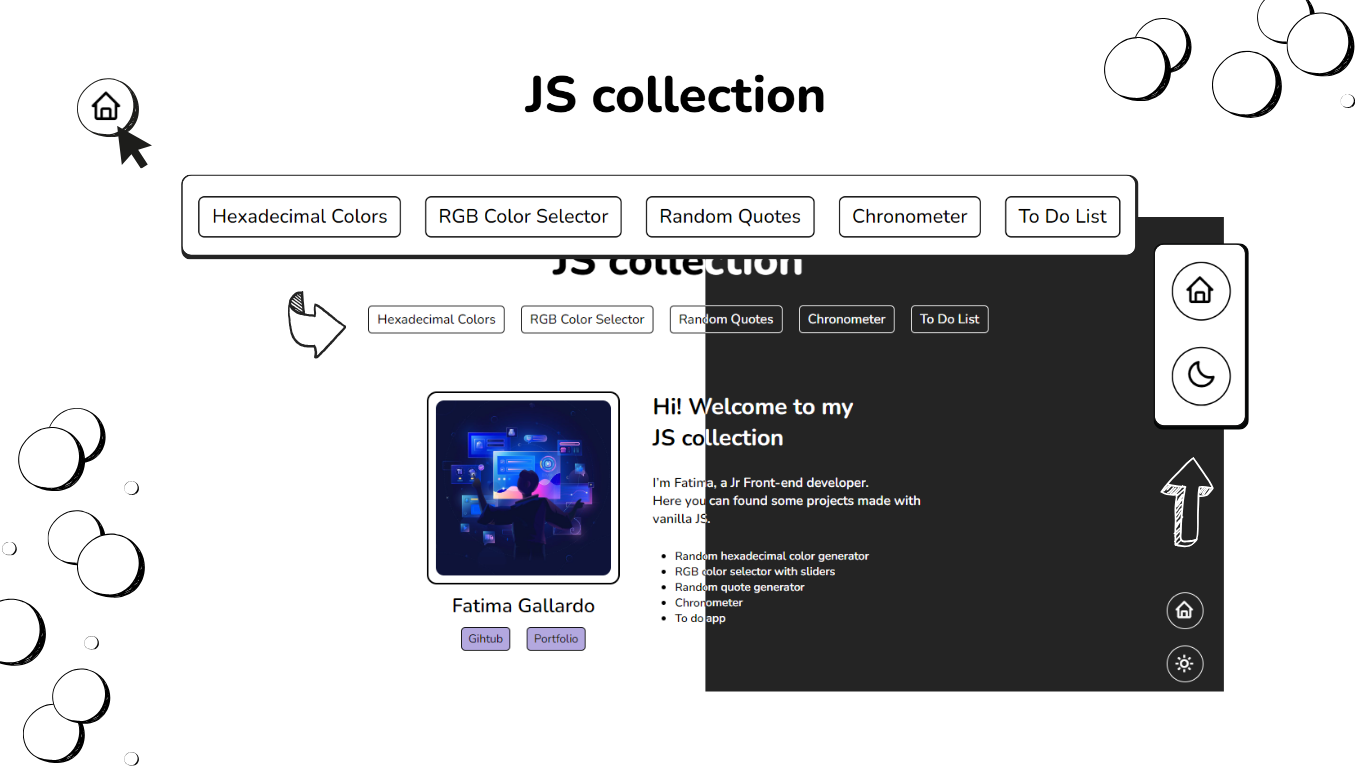 JS collection
Hexadecimal Colors
RGB Color Selector
Random Quotes
Chronometer
To Do List
JS collection
Hexadecimal Colors
RGB Color Selector
Random Quotes
Chronometer
To Do List
Hi! Welcome to my
JS collection
I'm Fatima, a Jr Front-end developer.
Here you can found some projects made with
vanilla JS.
Random hexadecimal color generator
RGB color selector with sliders
Random quote generator
Chronometer
To do app
Fatima Gallardo
Gihtub
Portfolio